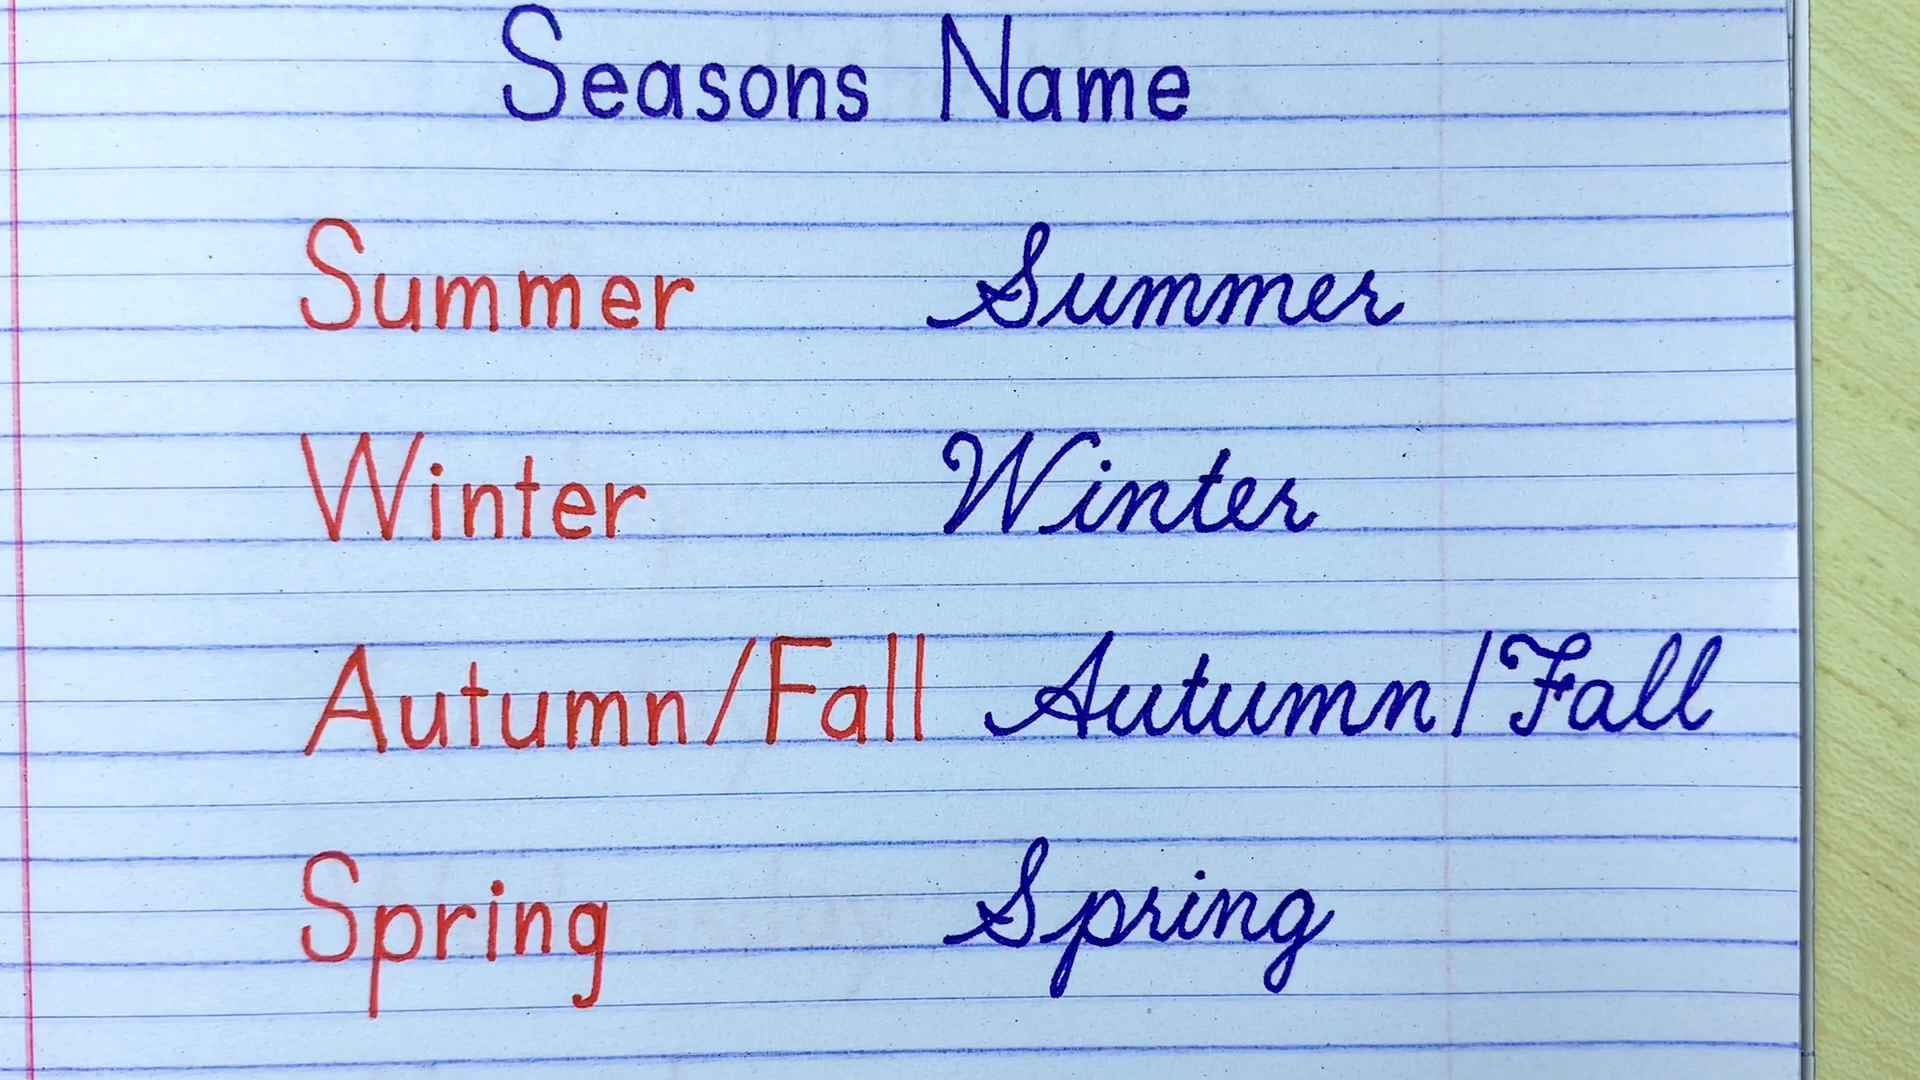 Seasons Name
Summer Summer
Winter Winter
Autumn/Fall Autumn/Fall
Spring Spring